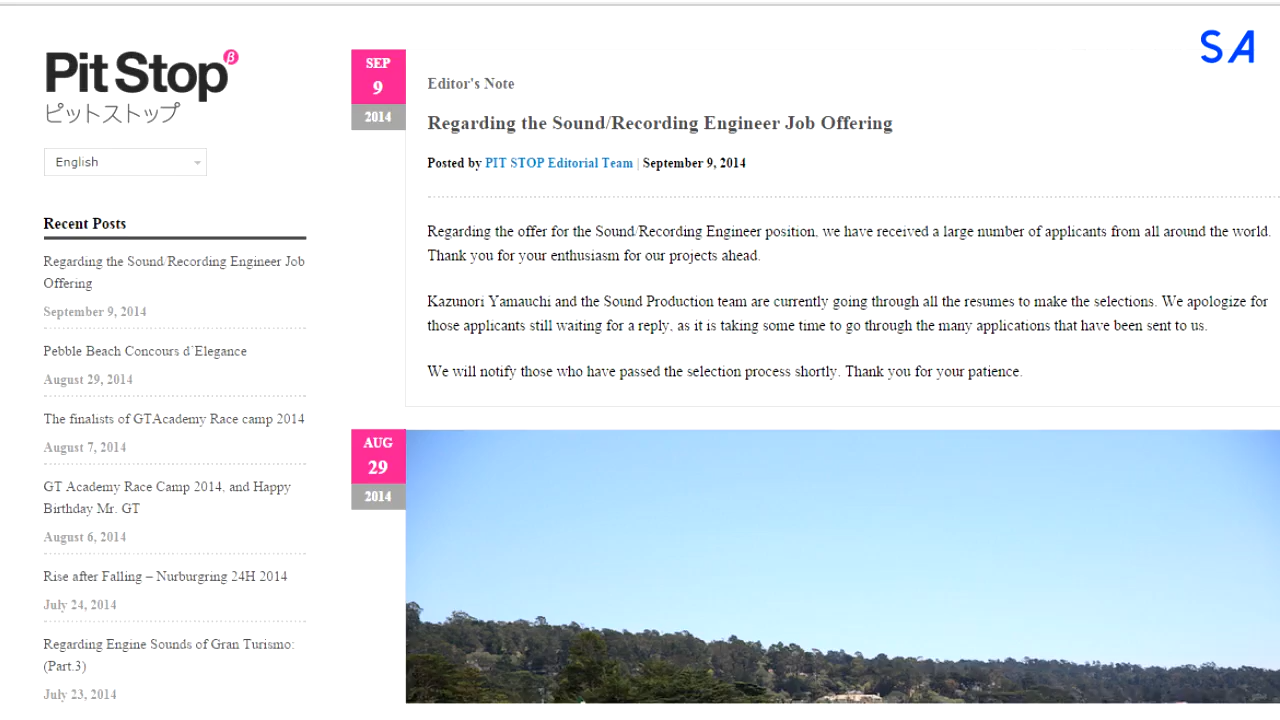 Pit Stop β
ピットストップ
English
Recent Posts
Regarding the Sound/Recording Engineer Job
Offering
September 9, 2014
Pebble Beach Concours d'Elegance
August 29, 2014
The finalists of GTAcademy Race camp 2014
August 7, 2014
GT Academy Race Camp 2014, and Happy
Birthday Mr. GT
August 6, 2014
Rise after Falling – Nurburgring 24H 2014
July 24, 2014
Regarding Engine Sounds of Gran Turismo:
(Part.3)
July 23, 2014
SEP
9
2014
SA
Editor's Note
Regarding the Sound/Recording Engineer Job Offering
Posted by PIT STOP Editorial Team | September 9, 2014
Regarding the offer for the Sound/Recording Engineer position, we have received a large number of applicants from all around the world.
Thank you for your enthusiasm for our projects ahead.
Kazunori Yamauchi and the Sound Production team are currently going through all the resumes to make the selections. We apologize for
those applicants still waiting for a reply, as it is taking some time to go through the many applications that have been sent to us.
We will notify those who have passed the selection process shortly. Thank you for your patience.
AUG
29
2014